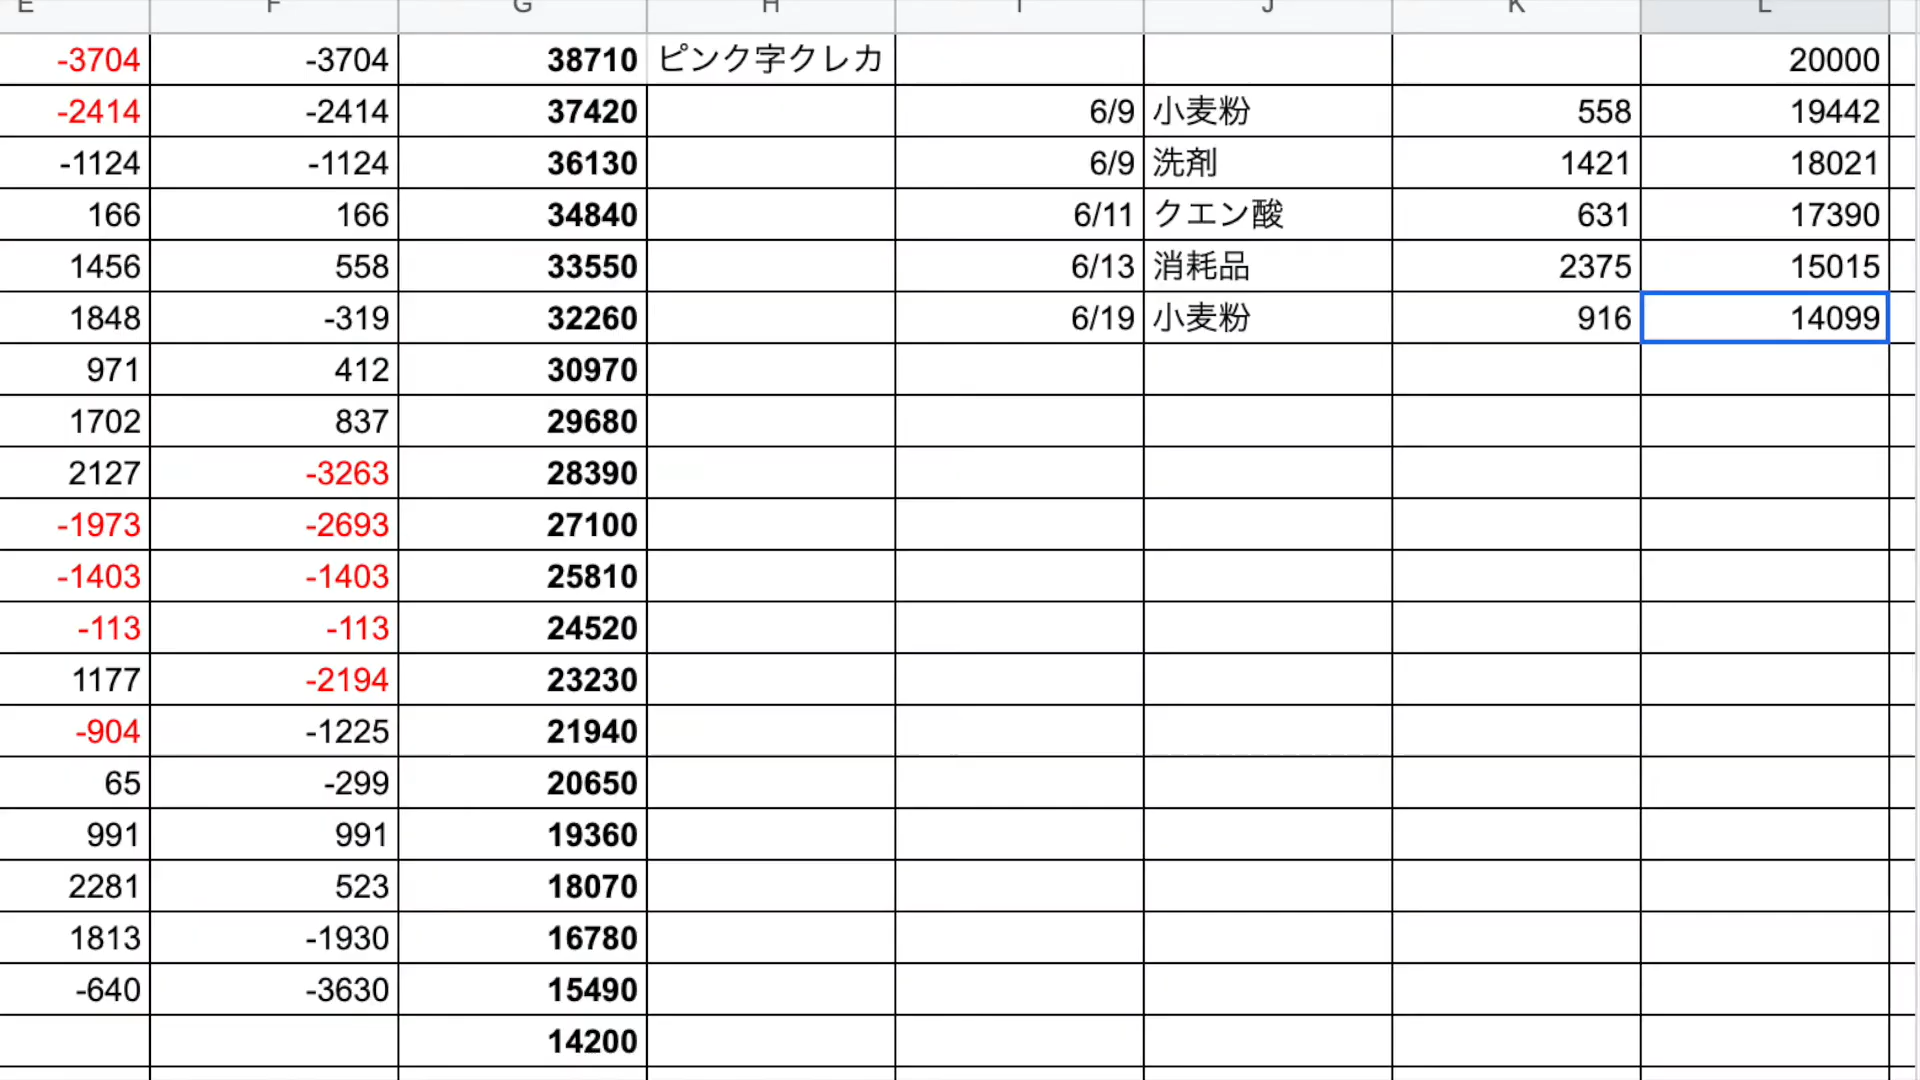 E F G H I J K L
-3704 -3704 38710 ピンク字クレカ 20000
-2414 -2414 37420 6/9 小麦粉 558 19442
-1124 -1124 36130 6/9 洗剤 1421 18021
166 166 34840 6/11 クエン酸 631 17390
1456 558 33550 6/13 消耗品 2375 15015
1848 -319 32260 6/19 小麦粉 916 14099
971 412 30970
1702 837 29680
2127 -3263 28390
-1973 -2693 27100
-1403 -1403 25810
-113 -113 24520
1177 -2194 23230
-904 -1225 21940
65 -299 20650
991 991 19360
2281 523 18070
1813 -1930 16780
-640 -3630 15490
14200